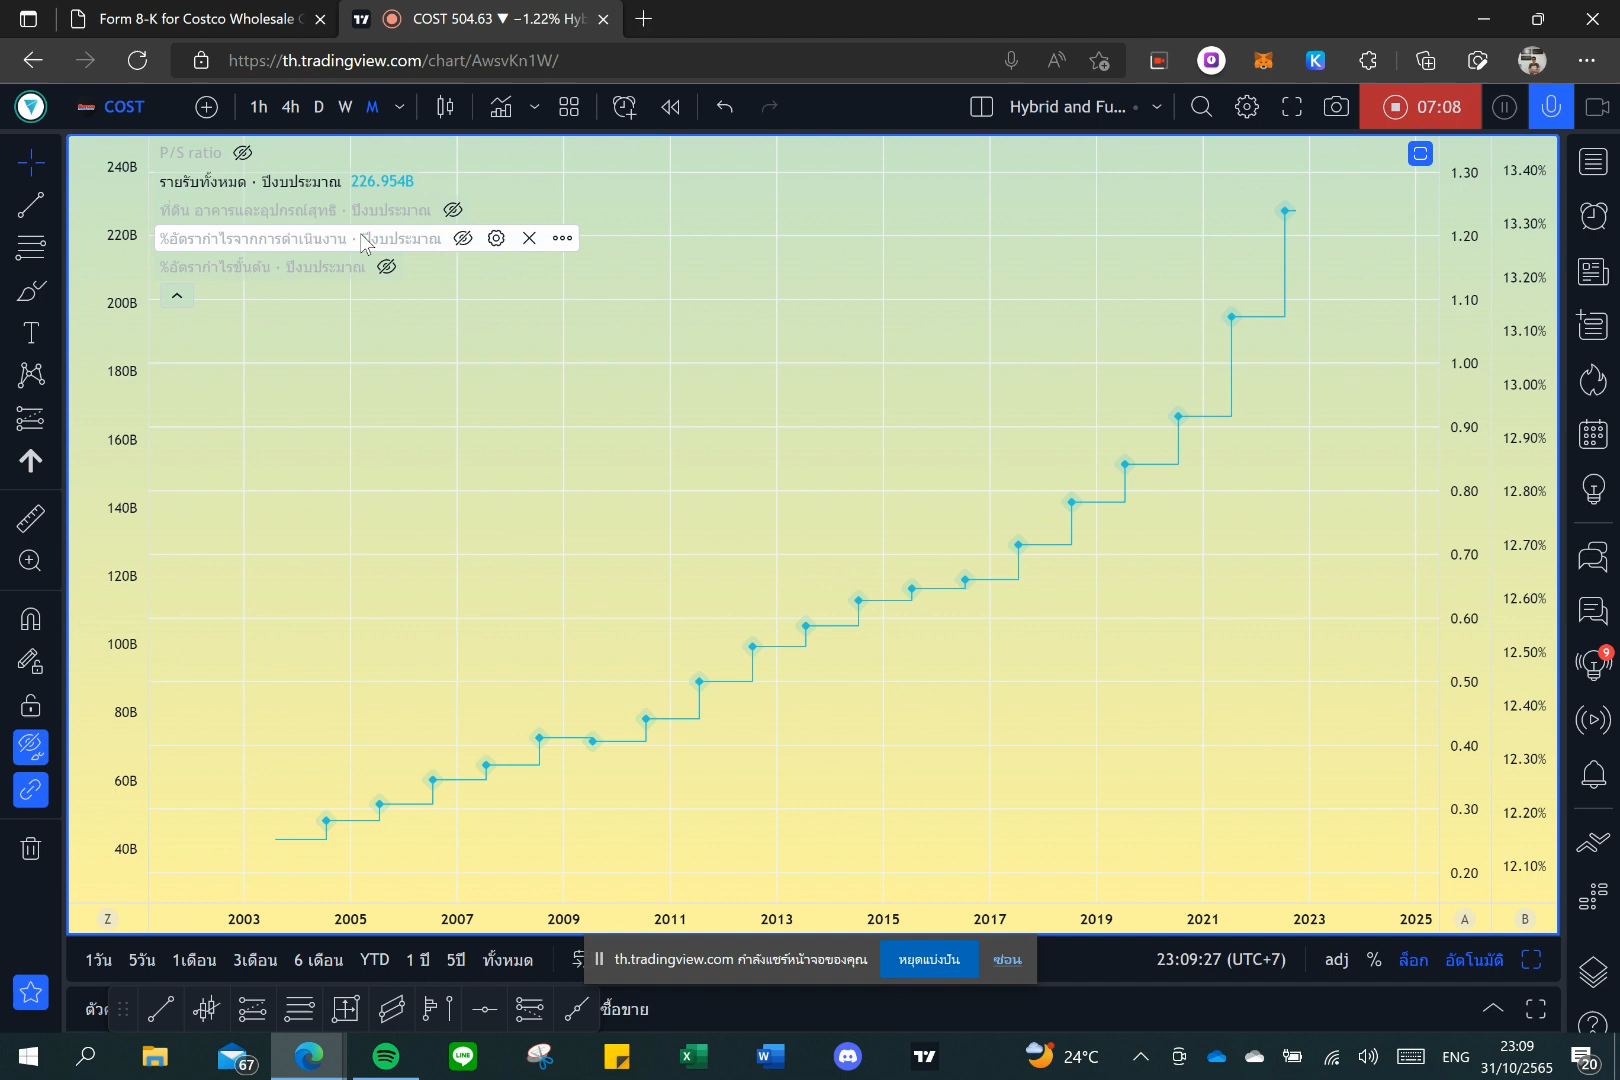 Form 8-K for Costco Wholesale C
COST 504.63 ▼ −1.22% Hyb
https://th.tradingview.com/chart/AwsvKn1W/
COST
1h 4h D W M
Hybrid and Fu...
07:08
P/S ratio
รายรับทั้งหมด · ปีงบประมาณ 226.954B
ที่ดิน อาคารและอุปกรณ์สุทธิ · ปีงบประมาณ
%อัตรากำไรจากการดำเนินงาน · ปีงบประมาณ
%อัตรากำไรขั้นต้น · ปีงบประมาณ
240B
220B
200B
180B
160B
140B
120B
100B
80B
60B
40B
1.30
1.20
1.10
1.00
0.90
0.80
0.70
0.60
0.50
0.40
0.30
0.20
13.40%
13.30%
13.20%
13.10%
13.00%
12.90%
12.80%
12.70%
12.60%
12.50%
12.40%
12.30%
12.20%
12.10%
9
Z 2003 2005 2007 2009 2011 2013 2015 2017 2019 2021 2023 2025 A B
1วัน 5วัน 1เดือน 3เดือน 6 เดือน YTD 1 ปี 5ปี ทั้งหมด
th.tradingview.com กำลังแชร์หน้าจอของคุณ หยุดแบ่งปัน ซ่อน
23:09:27 (UTC+7) adj % ล็อก อัตโนมัติ
ซื้อขาย
67
LINE
24°C
ENG
23:09
31/10/2565
20